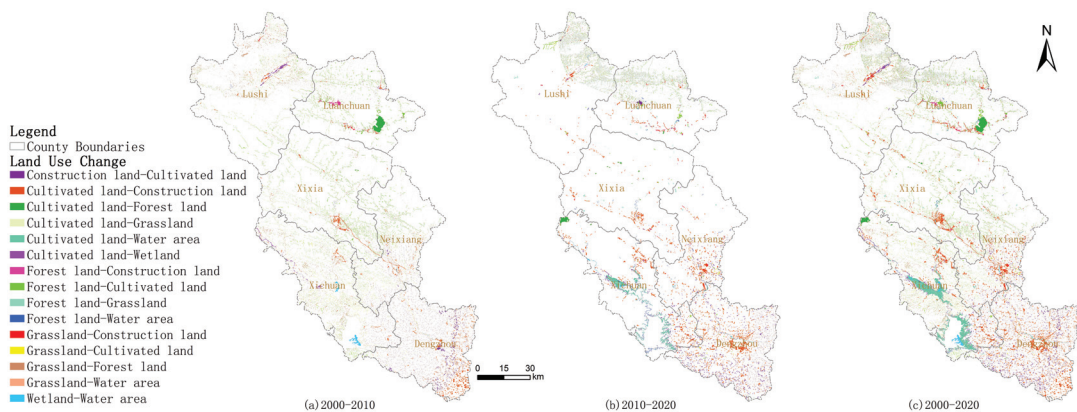 Legend
County Boundaries
Land Use Change
Construction land-Cultivated land
Cultivated land-Construction land
Cultivated land-Forest land
Cultivated land-Grassland
Cultivated land-Water area
Cultivated land-Wetland
Forest land-Construction land
Forest land-Cultivated land
Forest land-Grassland
Forest land-Water area
Grassland-Construction land
Grassland-Cultivated land
Grassland-Forest land
Grassland-Water area
Wetland-Water area
Lushi
Luanchuan
Xixia
Neixiang
Xichuan
Dengzhou
(a)2000-2010
Lushi
Luanchuan
Xixia
Neixiang
Xichuan
Dengzhou
0 15 30
km
(b)2010-2020
N
Lushi
Luanchuan
Xixia
Neixiang
Xichuan
Dengzhou
(c)2000-2020